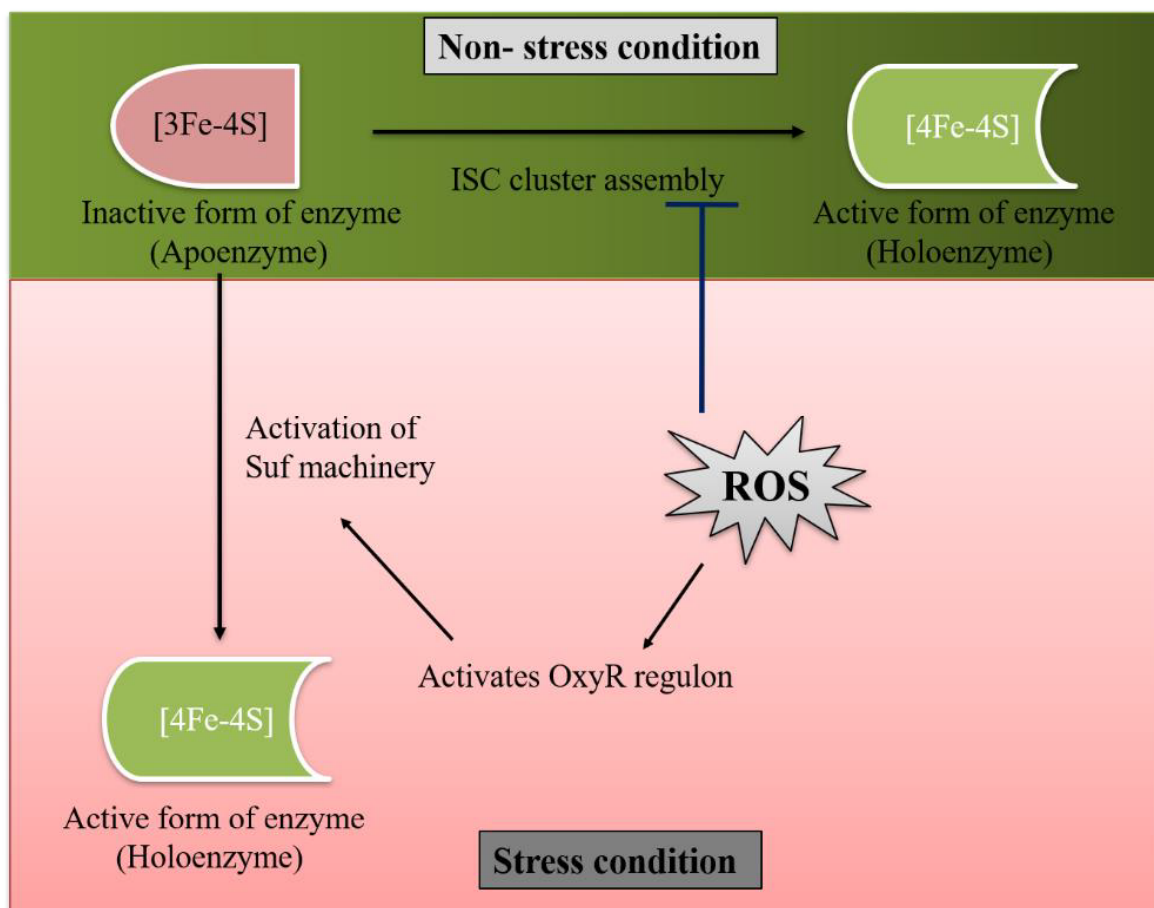 Non- stress condition
[3Fe-4S]
[4Fe-4S]
ISC cluster assembly
Inactive form of enzyme
(Apoenzyme)
Active form of enzyme
(Holoenzyme)
Activation of
Suf machinery
ROS
Activates OxyR regulon
[4Fe-4S]
Active form of enzyme
(Holoenzyme)
Stress condition